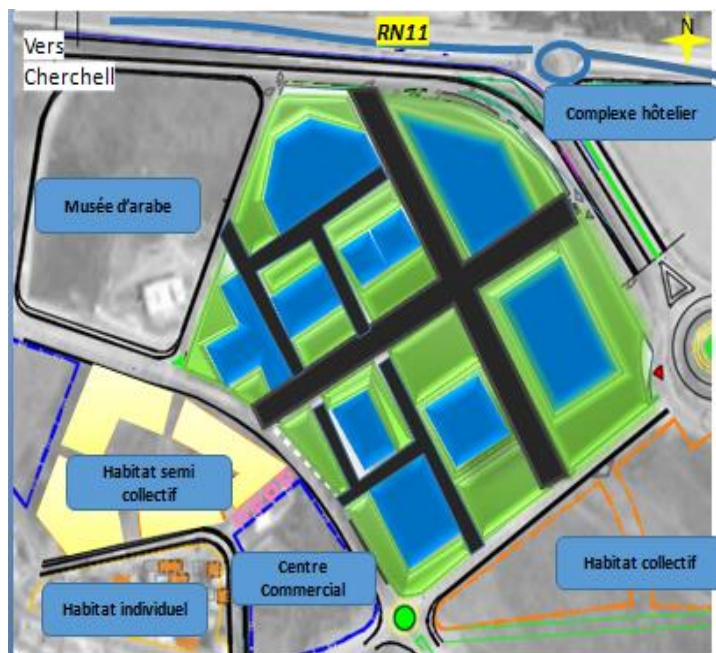 RN11
N
Vers
Cherchell
Complexe hôtelier
Musée d'arabe
Habitat semi
collectif
Centre
Commercial
Habitat collectif
Habitat individuel